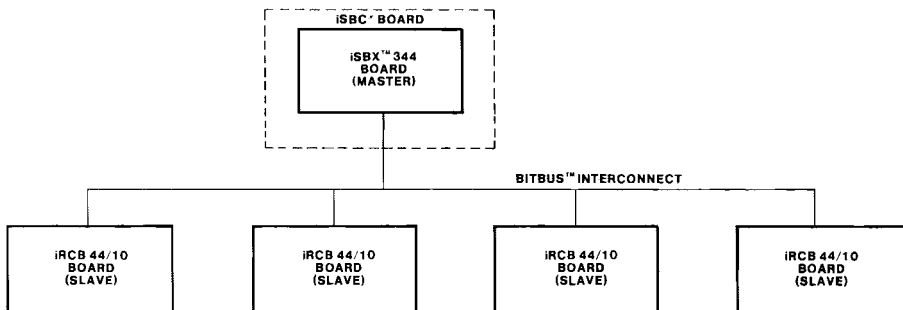 iSBC* BOARD
iSBX™ 344
BOARD
(MASTER)
BITBUS™ INTERCONNECT
iRCB 44/10
BOARD
(SLAVE)
iRCB 44/10
BOARD
(SLAVE)
iRCB 44/10
BOARD
(SLAVE)
iRCB 44/10
BOARD
(SLAVE)